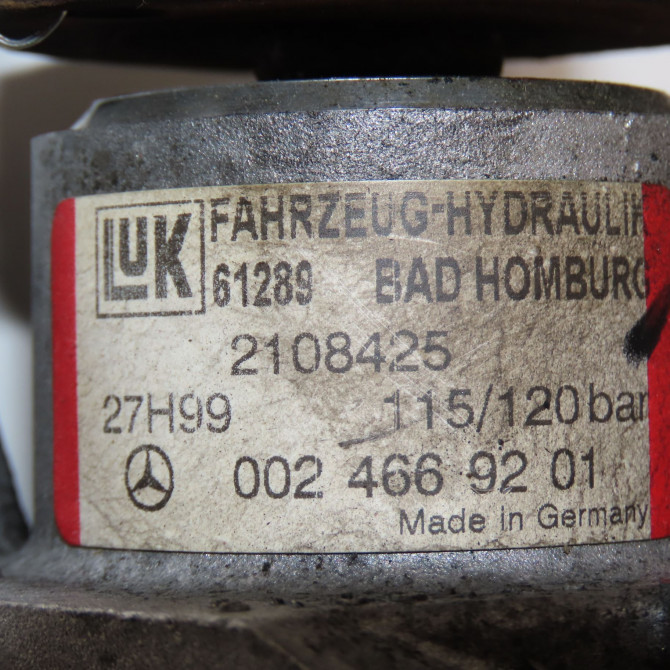 LUK FAHRZEUG-HYDRAULIK
61289 BAD HOMBURG
2108425
27H99 115/120 bar
002 466 92 01
Made in Germany